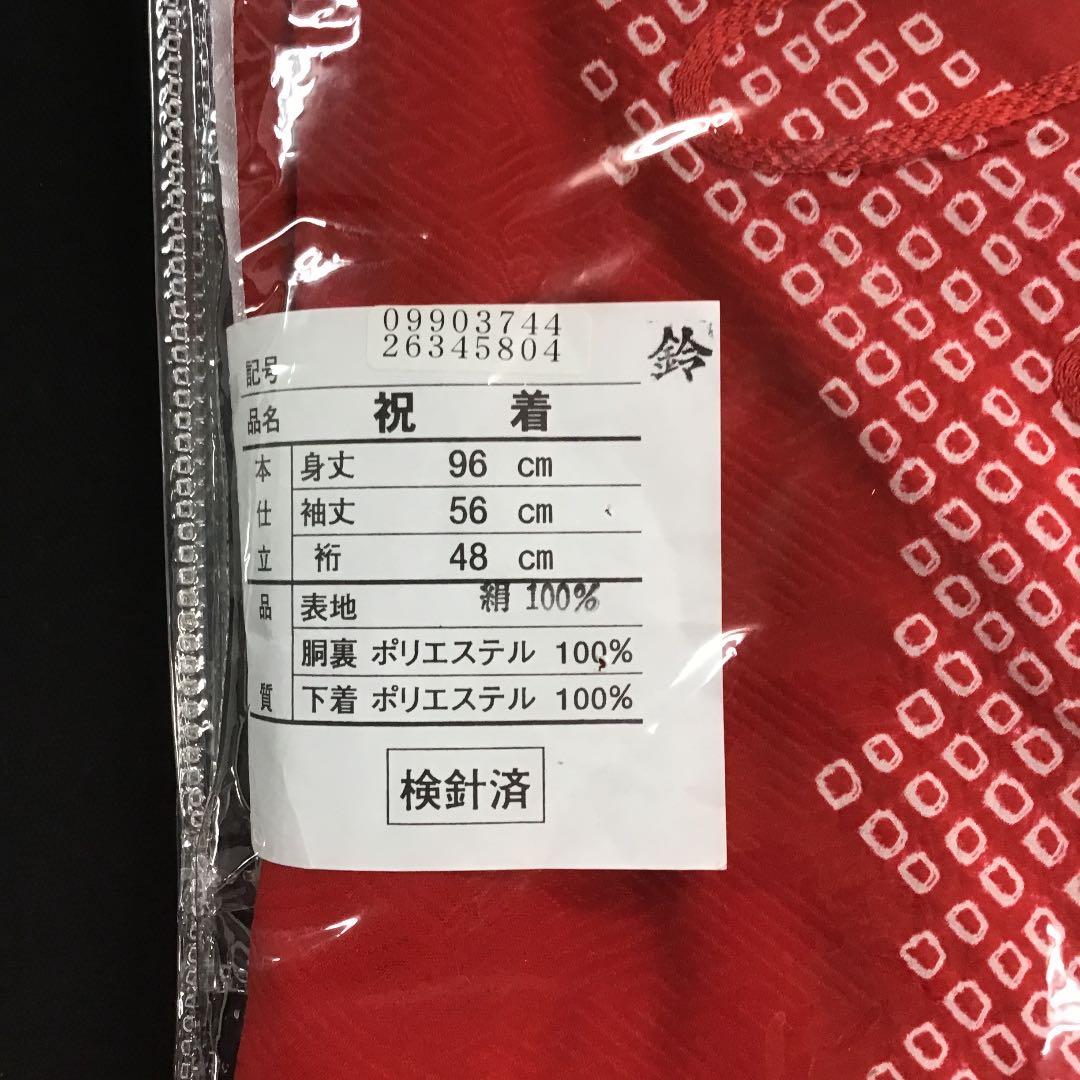 09903744
26345804
鈴
記号
品名 祝 着
本仕立 身丈 96 cm
袖丈 56 cm
裄 48 cm
品質 表地 絹 100%
胴裏 ポリエステル 100%
下着 ポリエステル 100%
検針済